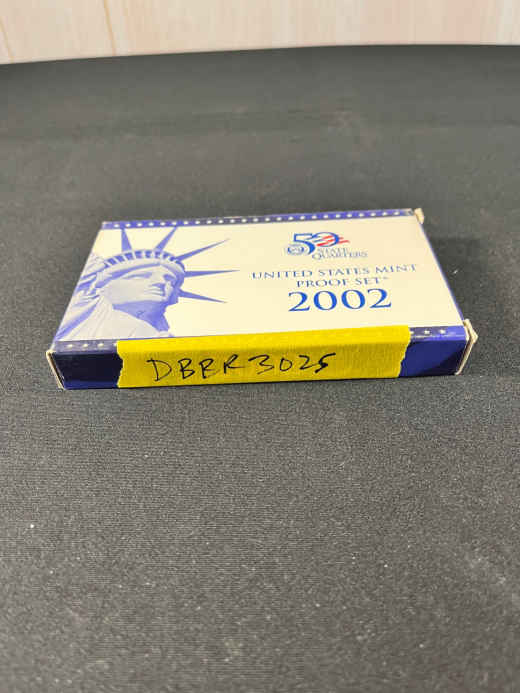 50
STATE
QUARTERS
UNITED STATES MINT
PROOF SET
2002
DBRR3025